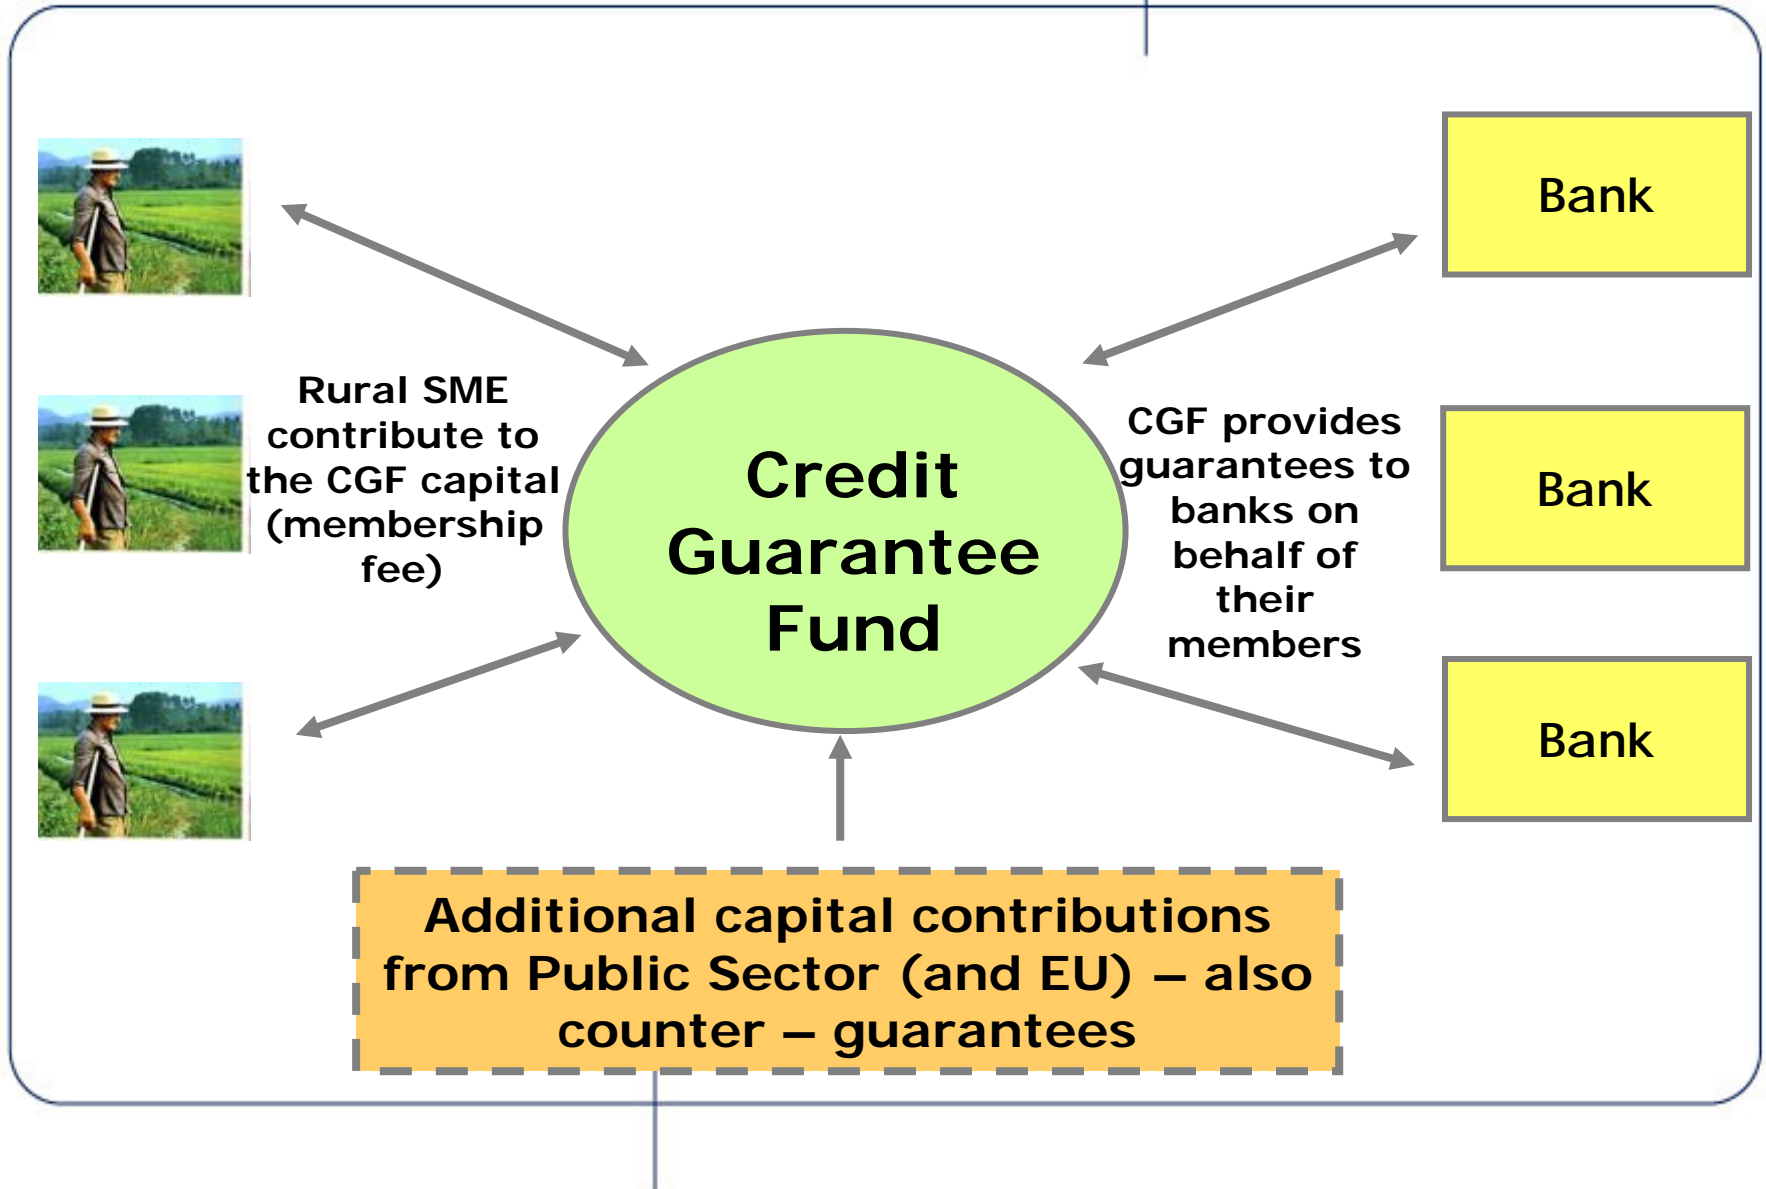 Bank
Rural SME
contribute to
the CGF capital
(membership
fee)
Credit
Guarantee
Fund
CGF provides
guarantees to
banks on
behalf of
their
members
Bank
Bank
Additional capital contributions
from Public Sector (and EU) – also
counter – guarantees